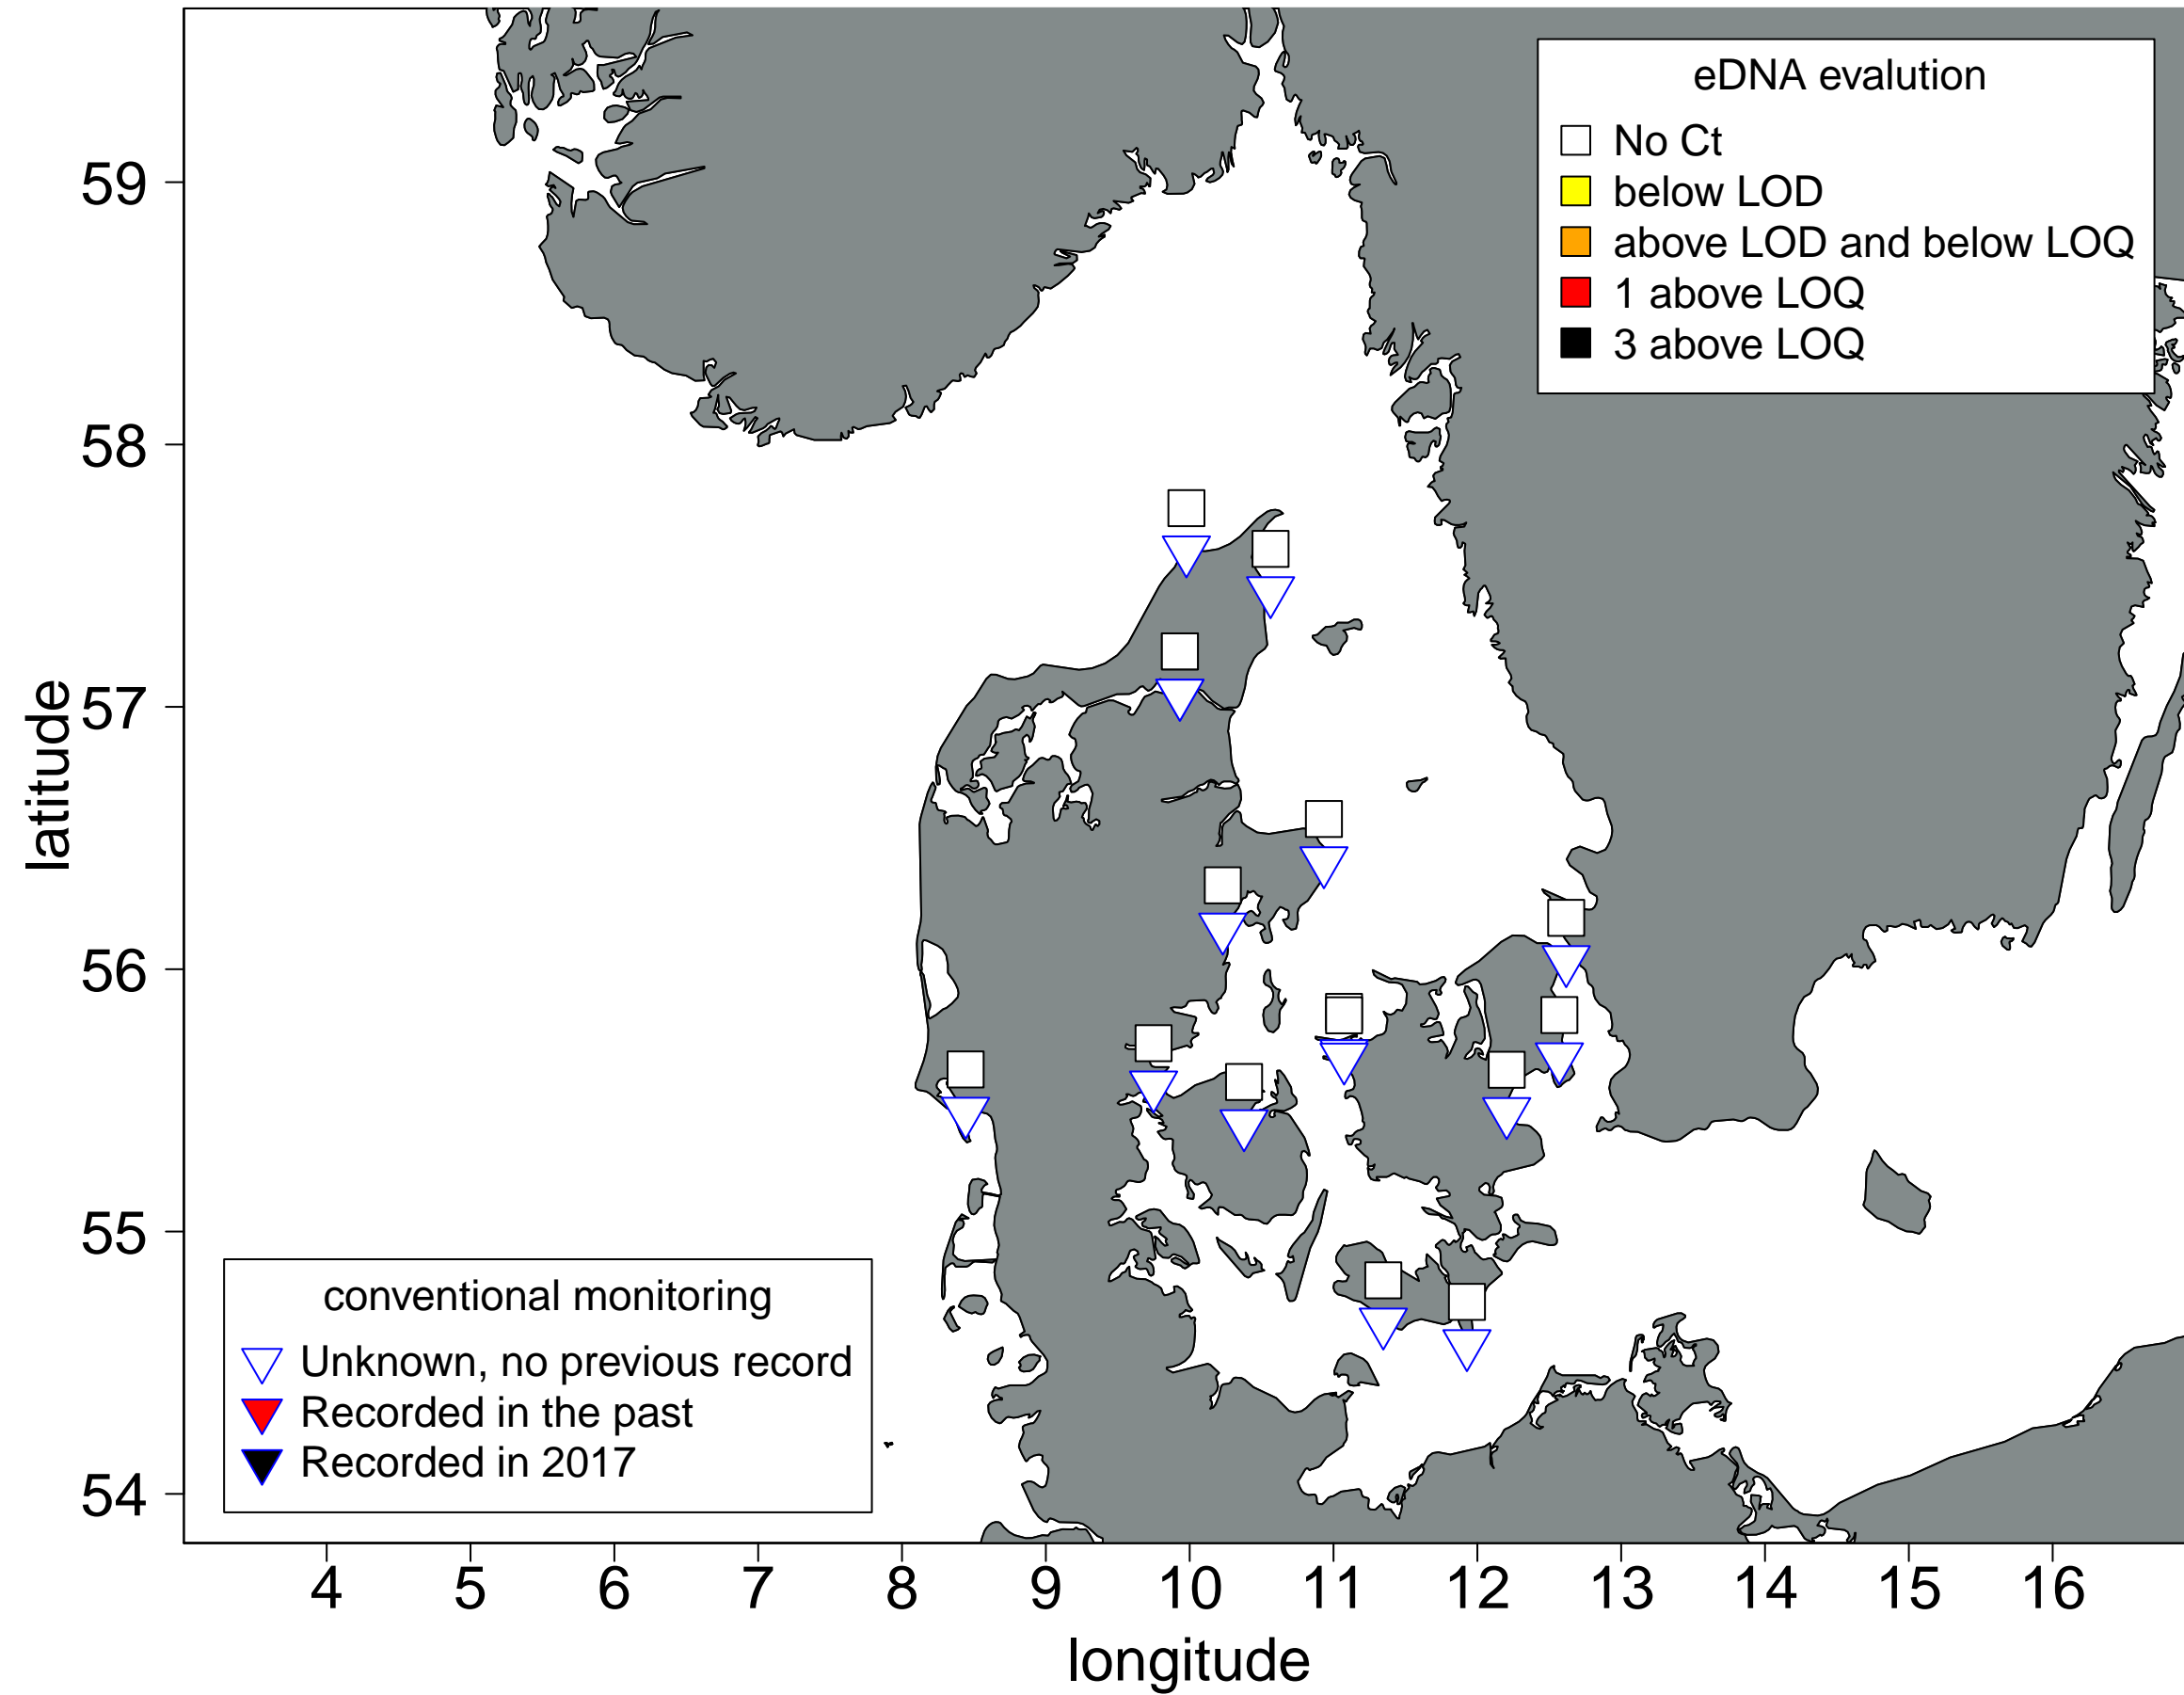 eDNA evalution
No Ct
below LOD
above LOD and below LOQ
1 above LOQ
3 above LOQ
59
58
57
56
55
54
latitude
conventional monitoring
Unknown, no previous record
Recorded in the past
Recorded in 2017
4 5 6 7 8 9 10 11 12 13 14 15 16
longitude